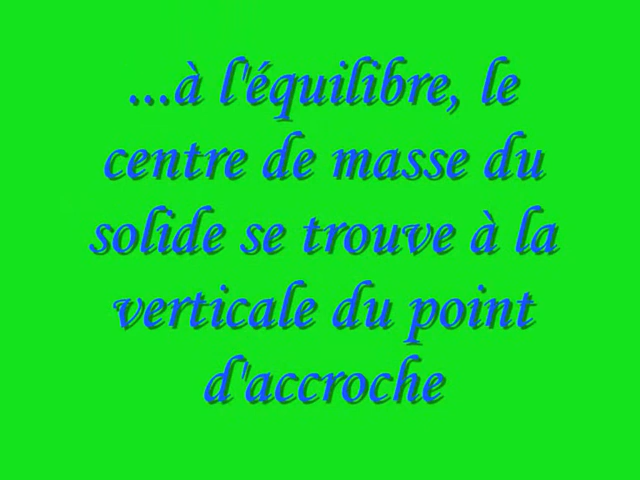 ...à l'équilibre, le
centre de masse du
solide se trouve à la
verticale du point
d'accroche